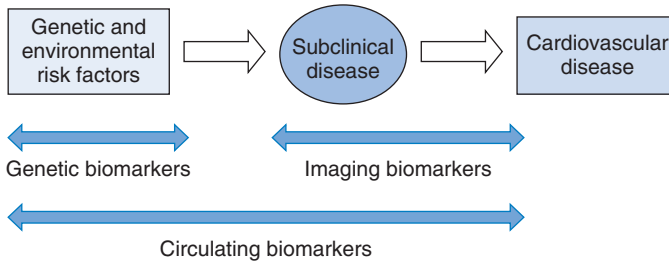 Genetic and
environmental
risk factors
Subclinical
disease
Cardiovascular
disease
Genetic biomarkers
Imaging biomarkers
Circulating biomarkers